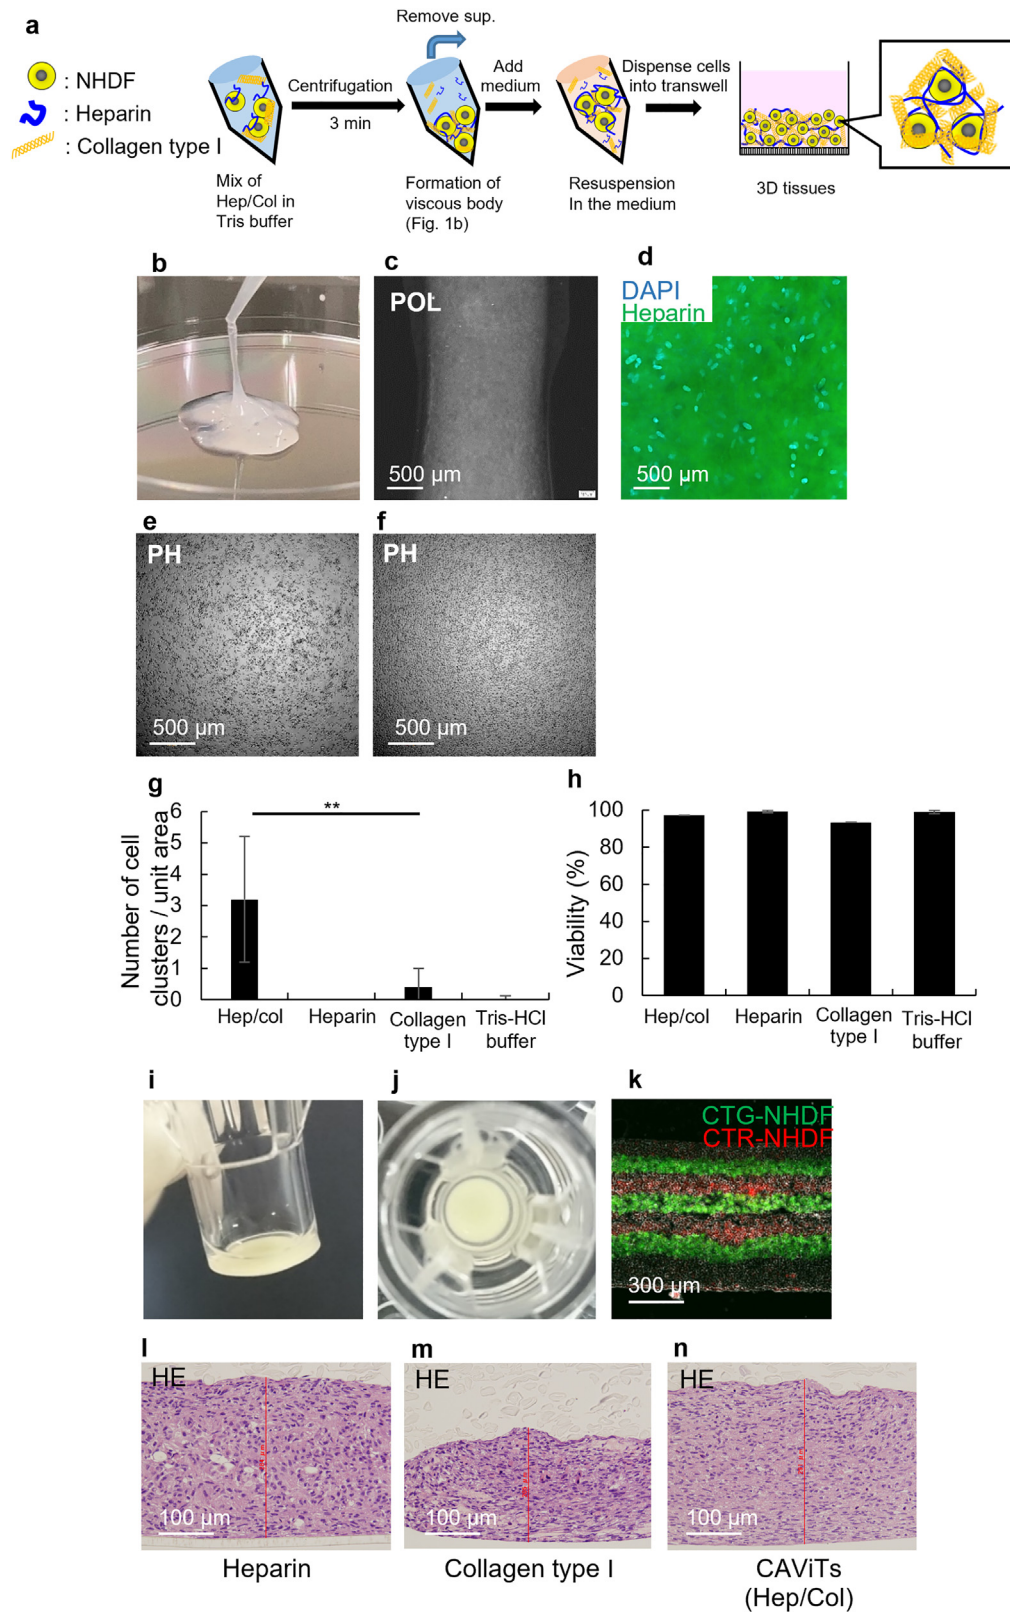 a
Remove sup.
: NHDF
: Heparin
: Collagen type I
Centrifugation
3 min
Add
medium
Dispense cells
into transwell
Mix of
Hep/Col in
Tris buffer
Formation of
viscous body
(Fig. 1b)
Resuspension
In the medium
3D tissues
b
c
POL
500 µm
d
DAPI
Heparin
500 µm
e
PH
500 µm
f
PH
500 µm
g
Number of cell
clusters / unit area
6
5
4
3
2
1
0
**
Hep/col
Heparin
Collagen
type I
Tris-HCl
buffer
h
Viability (%)
100
80
60
40
20
0
Hep/col
Heparin
Collagen
type I
Tris-HCl
buffer
i
j
k
CTG-NHDF
CTR-NHDF
300 µm
l
HE
100 µm
Heparin
m
HE
100 µm
Collagen type I
n
HE
100 µm
CAViTs
(Hep/Col)